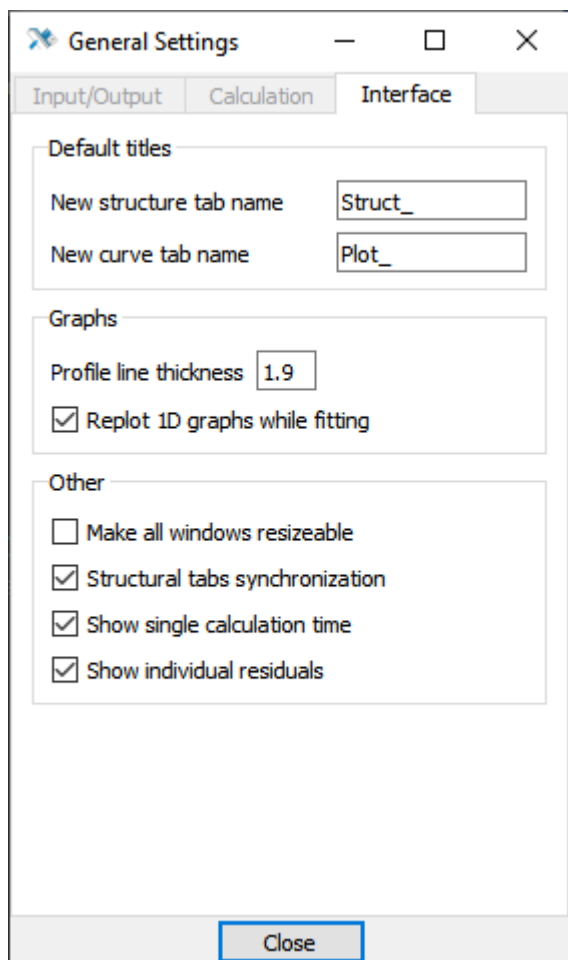 General Settings
Input/Output Calculation Interface
Default titles
New structure tab name Struct_
New curve tab name Plot_
Graphs
Profile line thickness 1.9
Replot 1D graphs while fitting
Other
Make all windows resizeable
Structural tabs synchronization
Show single calculation time
Show individual residuals
Close